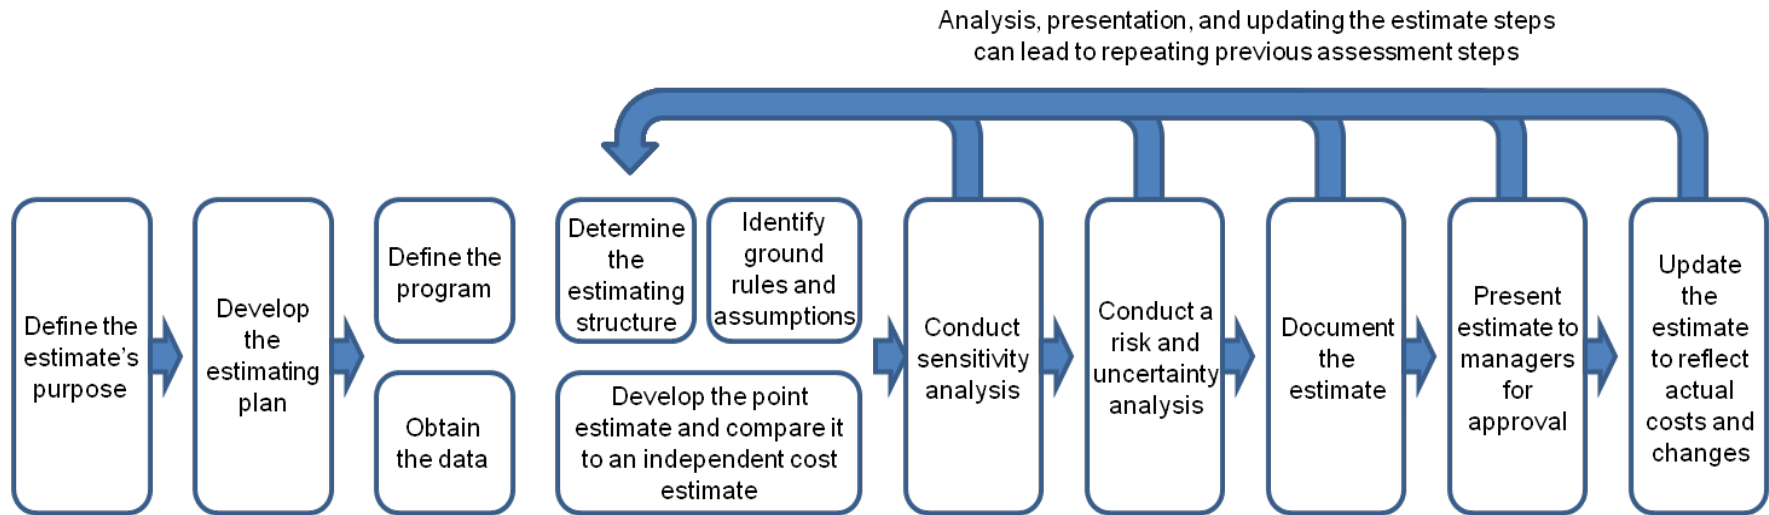 Analysis, presentation, and updating the estimate steps
can lead to repeating previous assessment steps
Define the
estimate's
purpose
Develop
the
estimating
plan
Define the
program
Obtain
the data
Determine
the
estimating
structure
Identify
ground
rules and
assumptions
Develop the point
estimate and compare it
to an independent cost
estimate
Conduct
sensitivity
analysis
Conduct a
risk and
uncertainty
analysis
Document
the
estimate
Present
estimate to
managers
for
approval
Update
the
estimate
to reflect
actual
costs and
changes